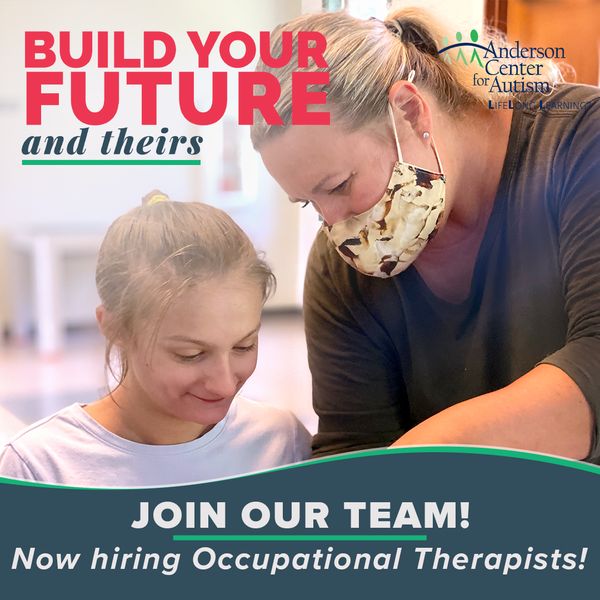 BUILD YOUR
FUTURE
and theirs
Anderson
Center
for Autism
LIFELONG LEARNING
JOIN OUR TEAM!
Now hiring Occupational Therapists!